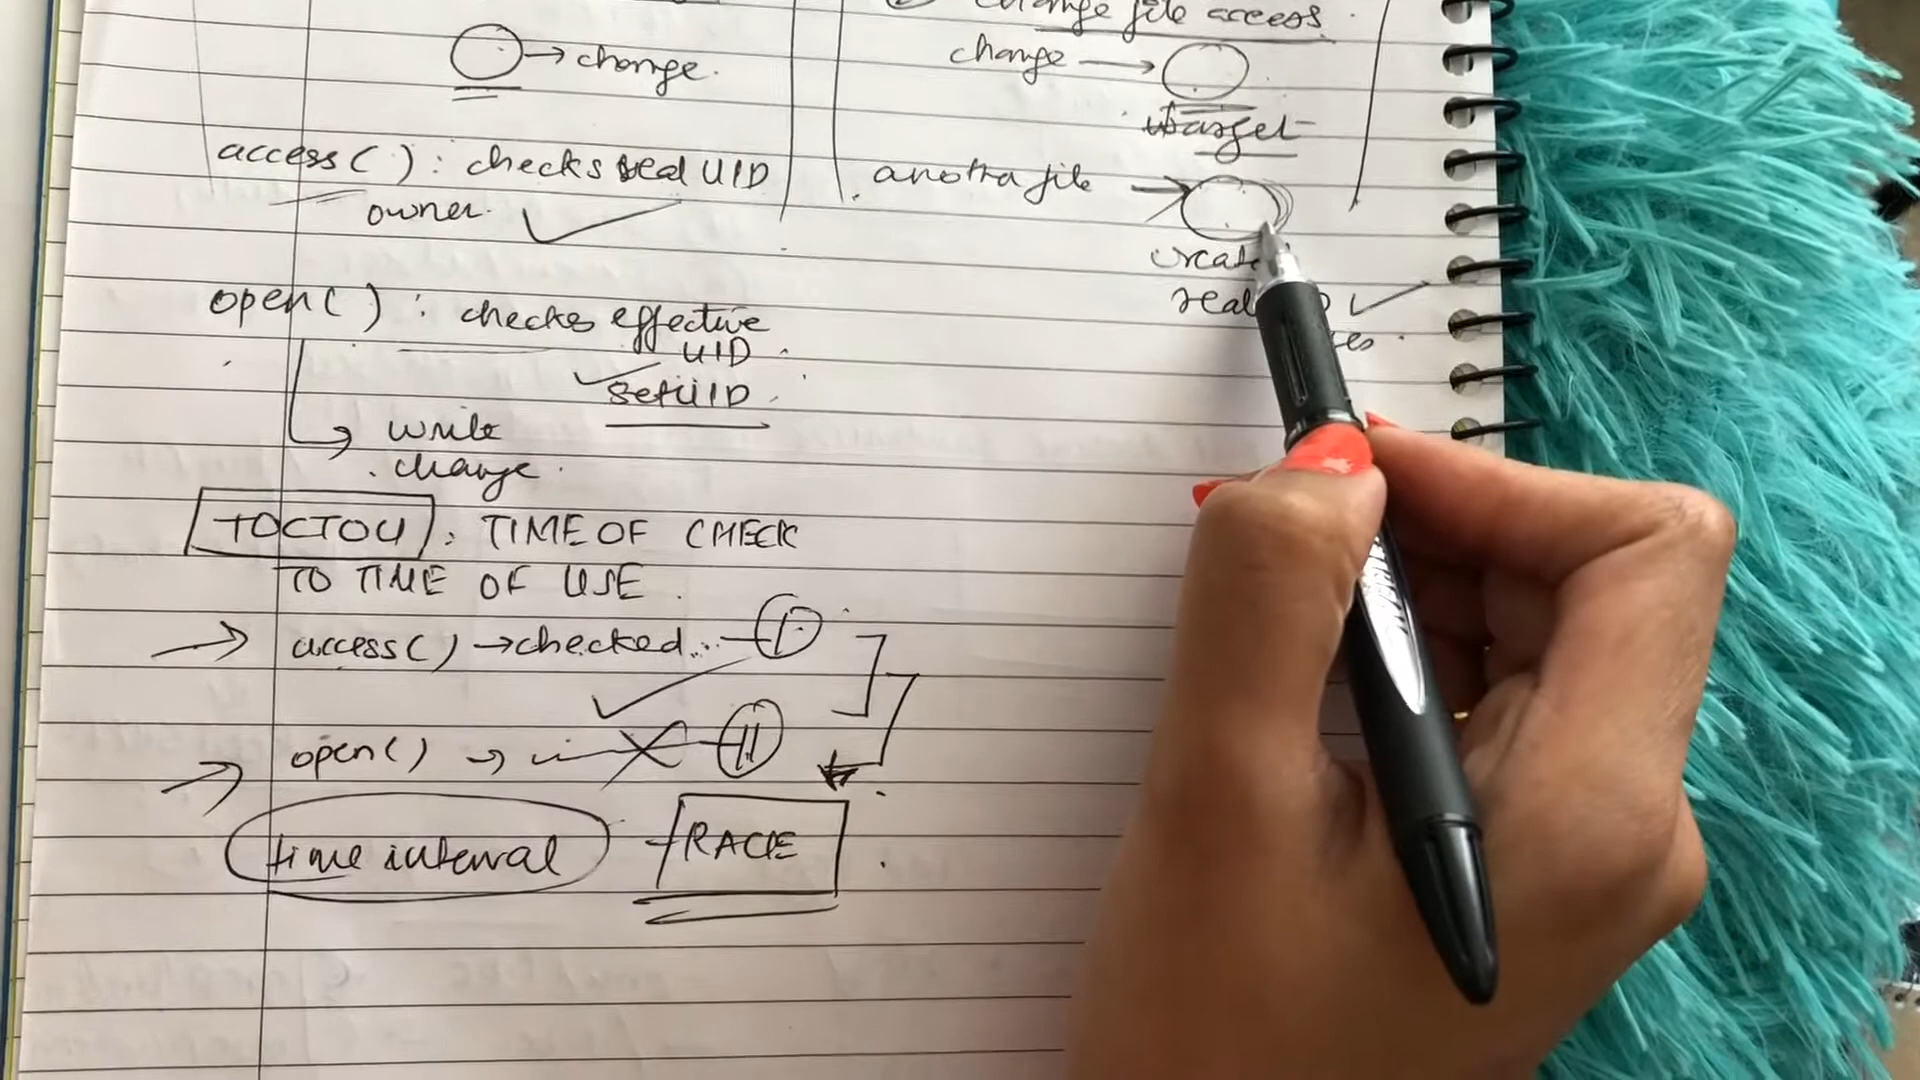 change.
access( ) : checks real UID
owner.
open( ) : checks effective
UID
SetUID
write
change
TOCTOU : TIME OF CHECK
TO TIME OF USE
access( ) → checked
I
open( ) →
II
time interval
RACE
change file access
change →
target
file →
real